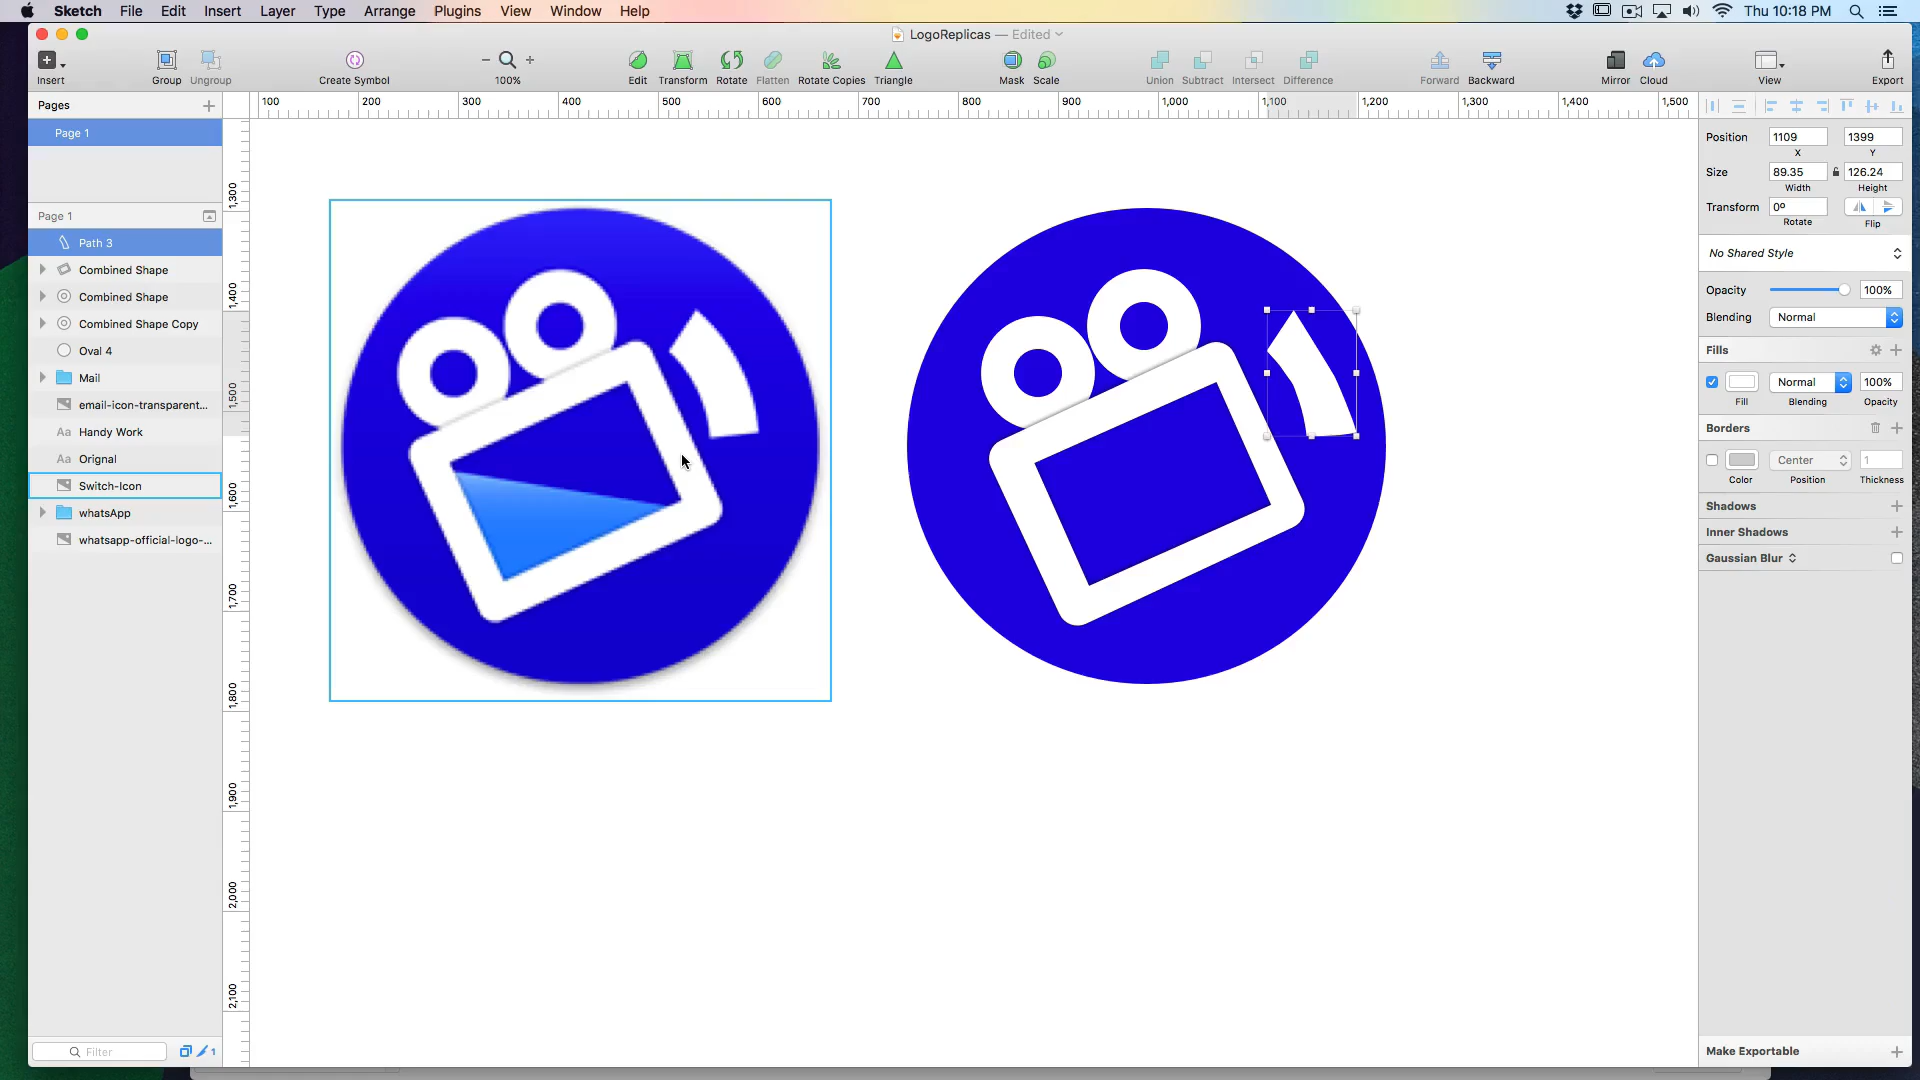 Sketch File Edit Insert Layer Type Arrange Plugins View Window Help Thu 10:18 PM
LogoReplicas — Edited
Insert Group Ungroup Create Symbol 100% Edit Transform Rotate Flatten Rotate Copies Triangle Mask Scale Union Subtract Intersect Difference Forward Backward Mirror Cloud View Export
Pages
100 200 300 400 500 600 700 800 900 1,000 1,100 1,200 1,300 1,400 1,500
Page 1
Page 1
Path 3
Combined Shape
Combined Shape
Combined Shape Copy
Oval 4
Mail
email-icon-transparent...
Aa Handy Work
Aa Orignal
Switch-Icon
whatsApp
whatsapp-official-logo-...
Filter
1
1,300
1,400
1,500
1,600
1,700
1,800
1,900
2,000
2,100
Position 1109 1399
X Y
Size 89.35 126.24
Width Height
Transform 0º
Rotate Flip
No Shared Style
Opacity 100%
Blending Normal
Fills
Normal 100%
Fill Blending Opacity
Borders
Center 1
Color Position Thickness
Shadows
Inner Shadows
Gaussian Blur
Make Exportable